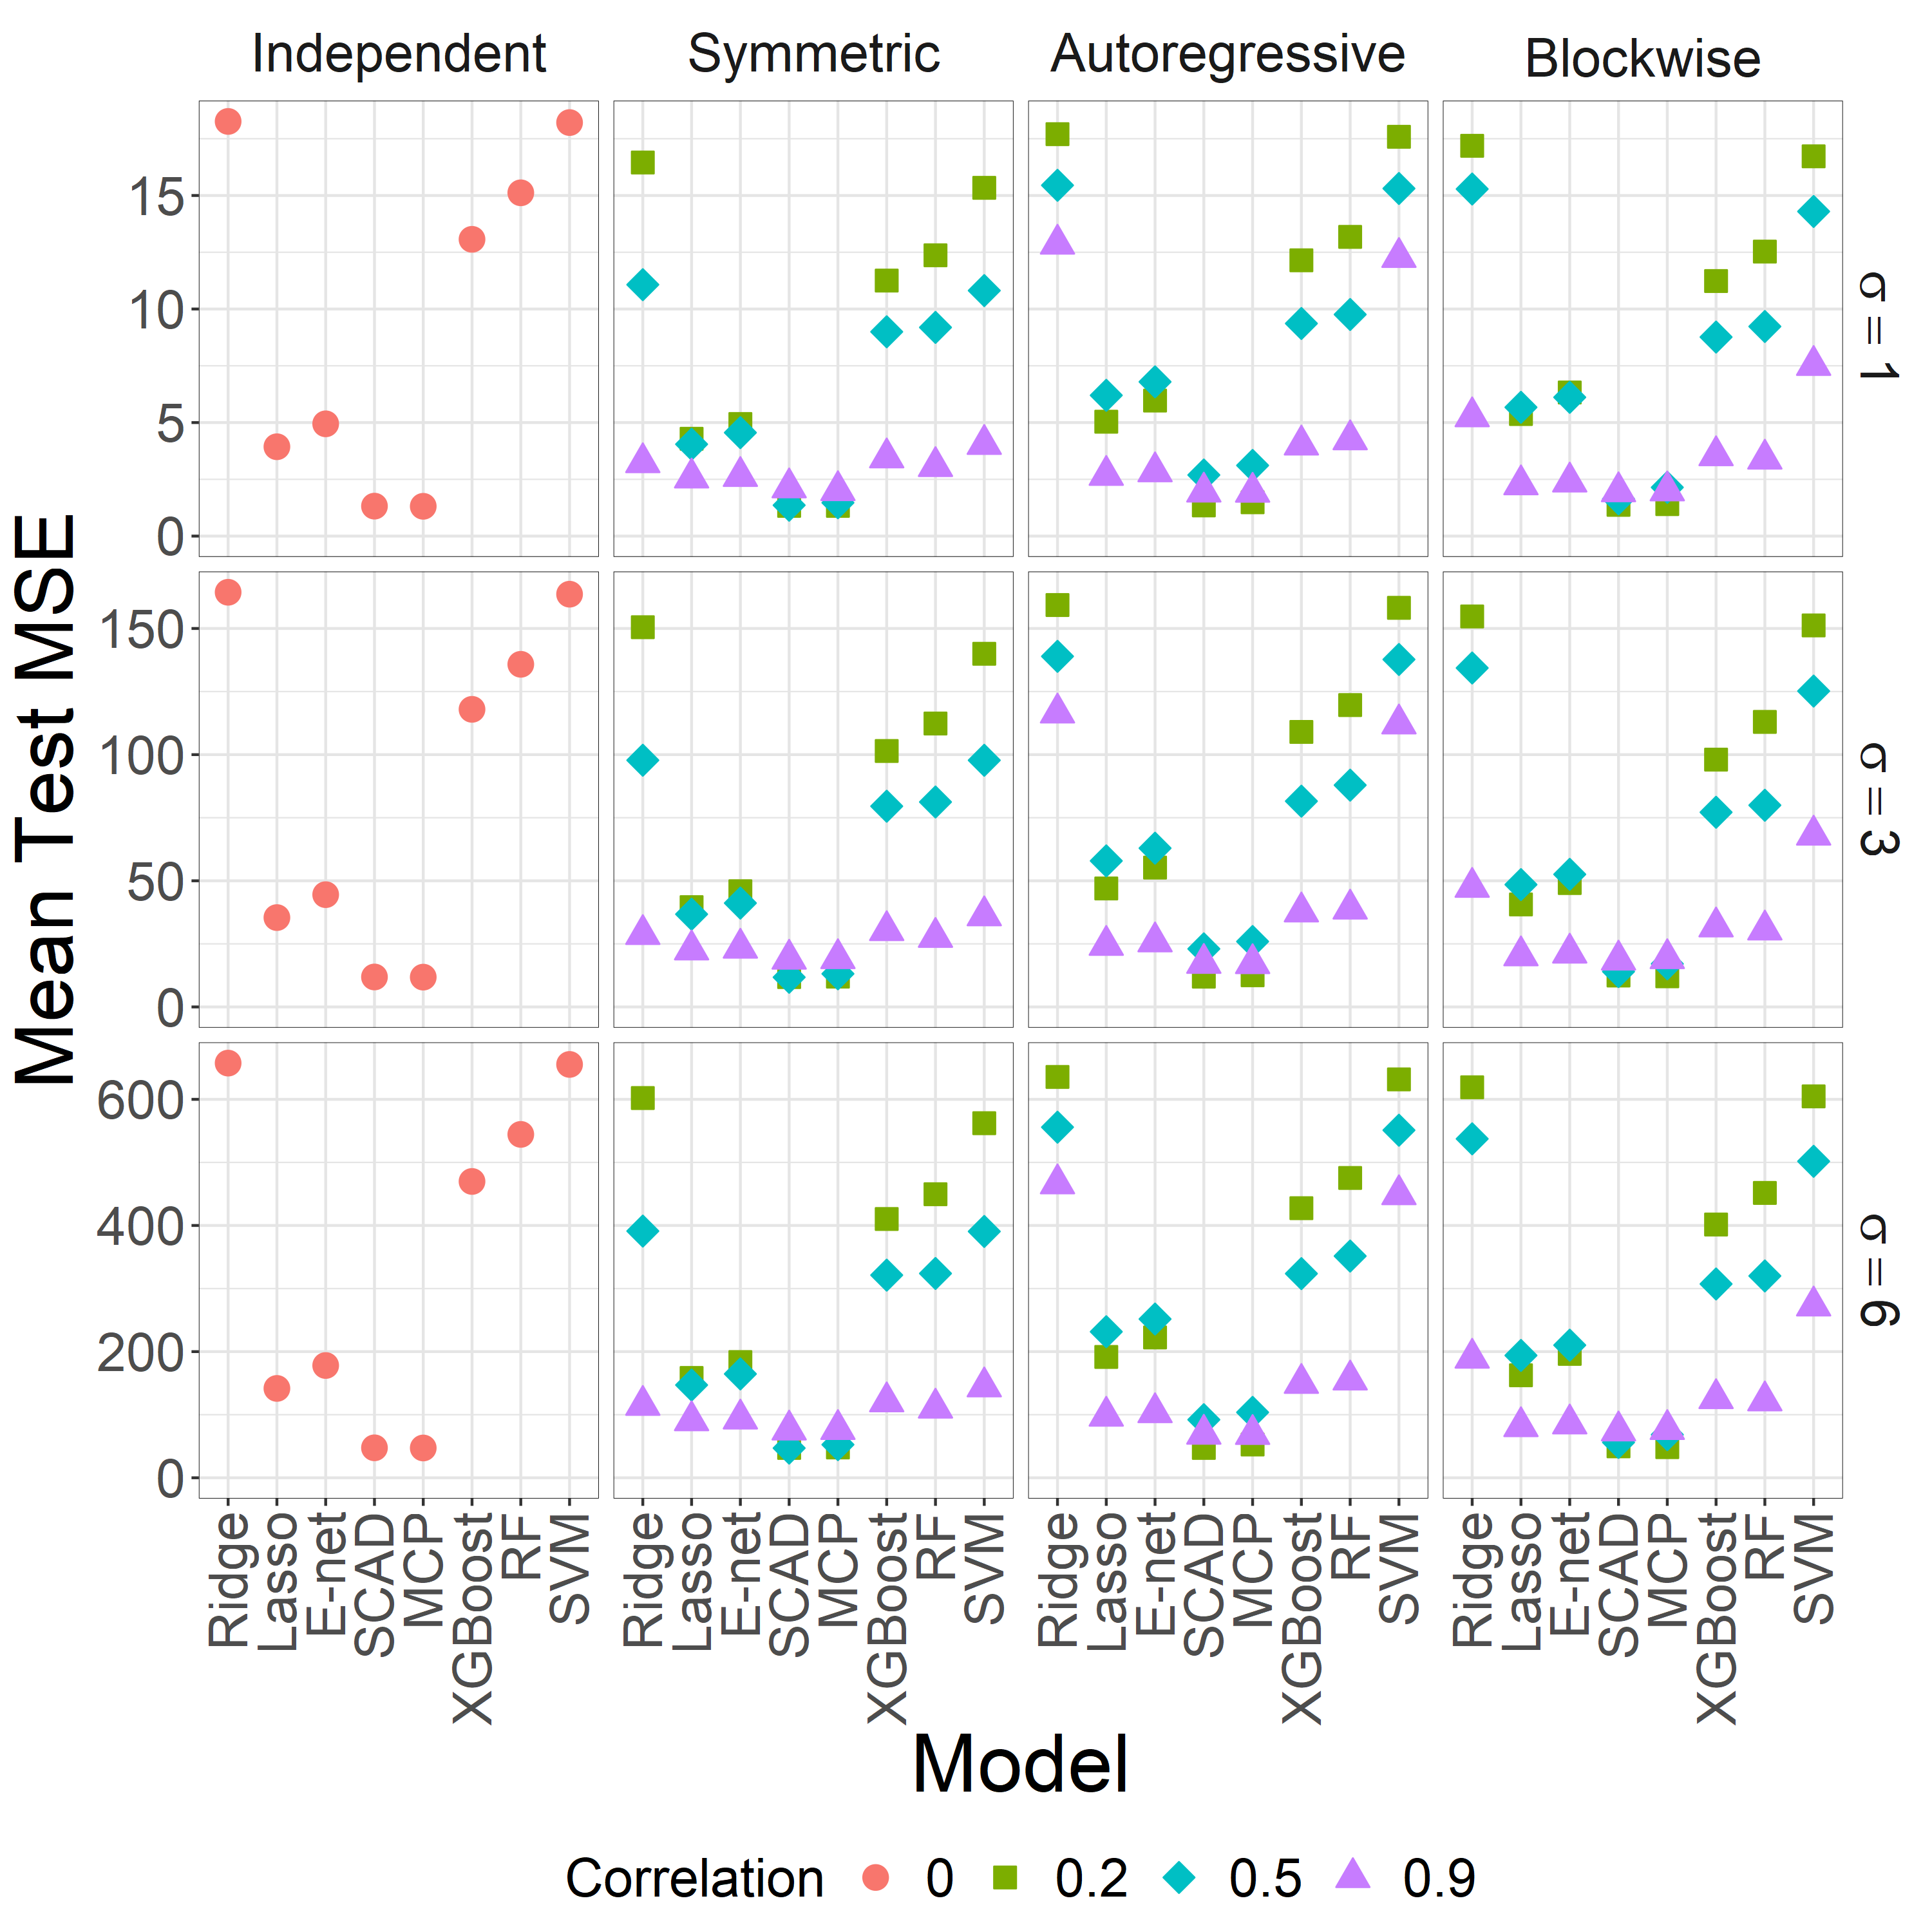 Independent Symmetric Autoregressive Blockwise
15
10
5
0
σ = 1
150
100
50
0
σ = 3
600
400
200
0
σ = 6
Mean Test MSE
Ridge Lasso E-net SCAD MCP XGBoost RF SVM Ridge Lasso E-net SCAD MCP XGBoost RF SVM Ridge Lasso E-net SCAD MCP XGBoost RF SVM Ridge Lasso E-net SCAD MCP XGBoost RF SVM
Model
Correlation 0 0.2 0.5 0.9